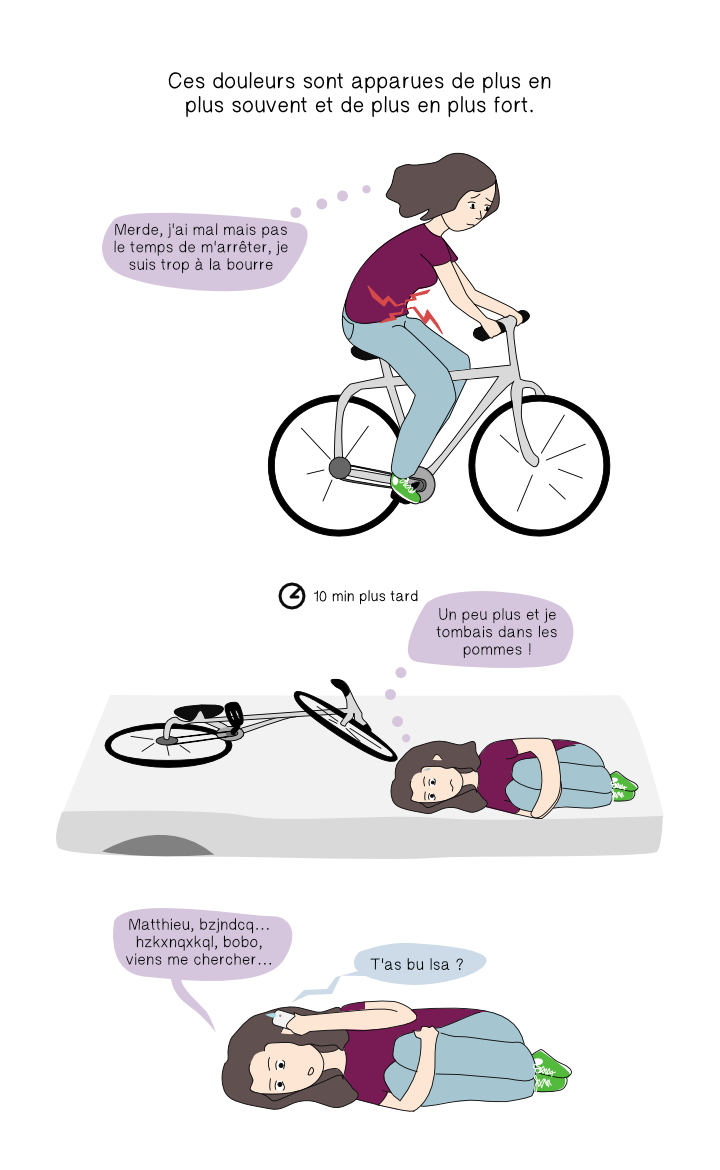 Ces douleurs sont apparues de plus en
plus souvent et de plus en plus fort.
Merde, j'ai mal mais pas
le temps de m'arrêter, je
suis trop à la bourre
10 min plus tard
Un peu plus et je
tombais dans les
pommes !
Matthieu, bzjndcq...
hzkxnqxkql, bobo,
viens me chercher...
T'as bu Isa ?